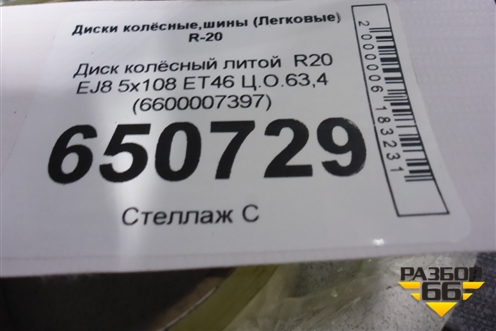 Диски колёсные,шины (Легковые)
R-20
Диск колёсный литой R20
EJ8 5x108 ET46 Ц.О.63,4
(6600007397)
650729
Стеллаж С
2000006183231
РАЗБОР
66